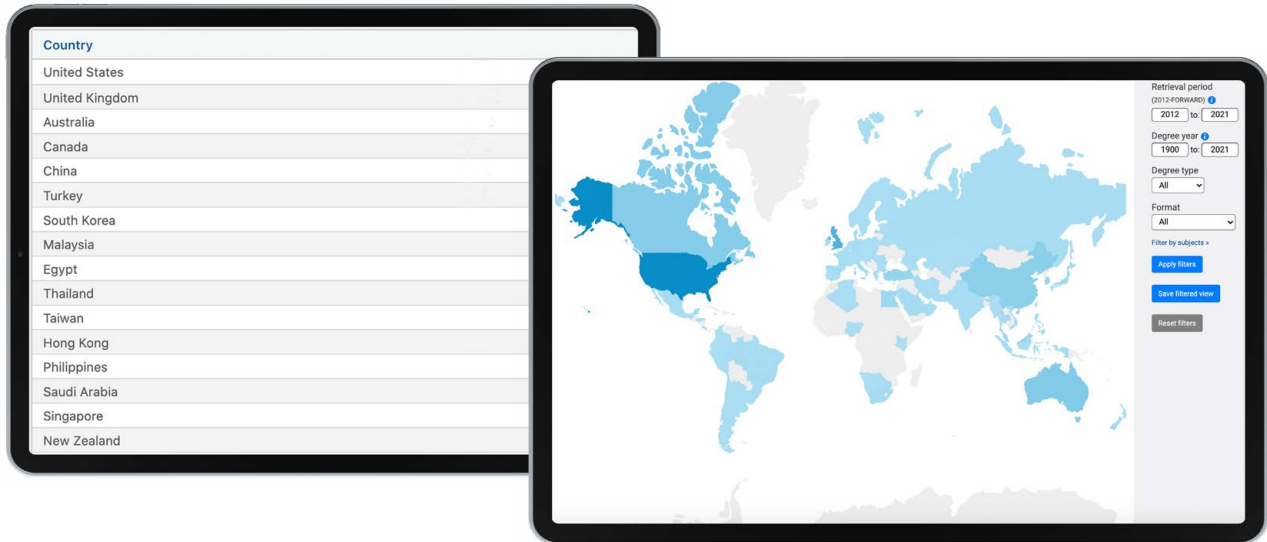 Country
United States
United Kingdom
Australia
Canada
China
Turkey
South Korea
Malaysia
Egypt
Thailand
Taiwan
Hong Kong
Philippines
Saudi Arabia
Singapore
New Zealand
Retrieval period
(2012-FORWARD) i
2012 to: 2021
Degree year i
1900 to: 2021
Degree type
All
Format
All
Filter by subjects »
Apply filters
Save filtered view
Reset filters